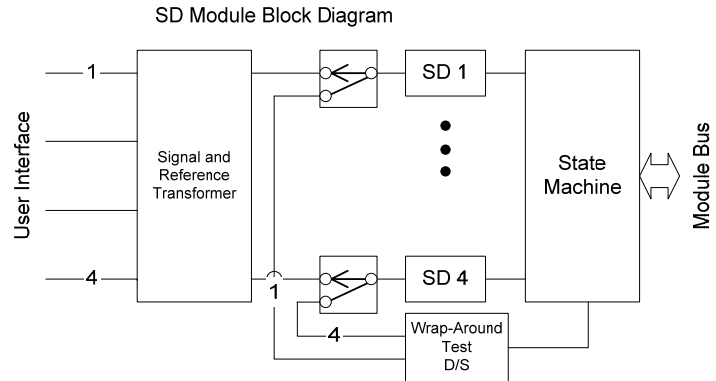 SD Module Block Diagram
User Interface
1
4
Signal and
Reference
Transformer
SD 1
SD 4
1
4
Wrap-Around
Test
D/S
State
Machine
Module Bus